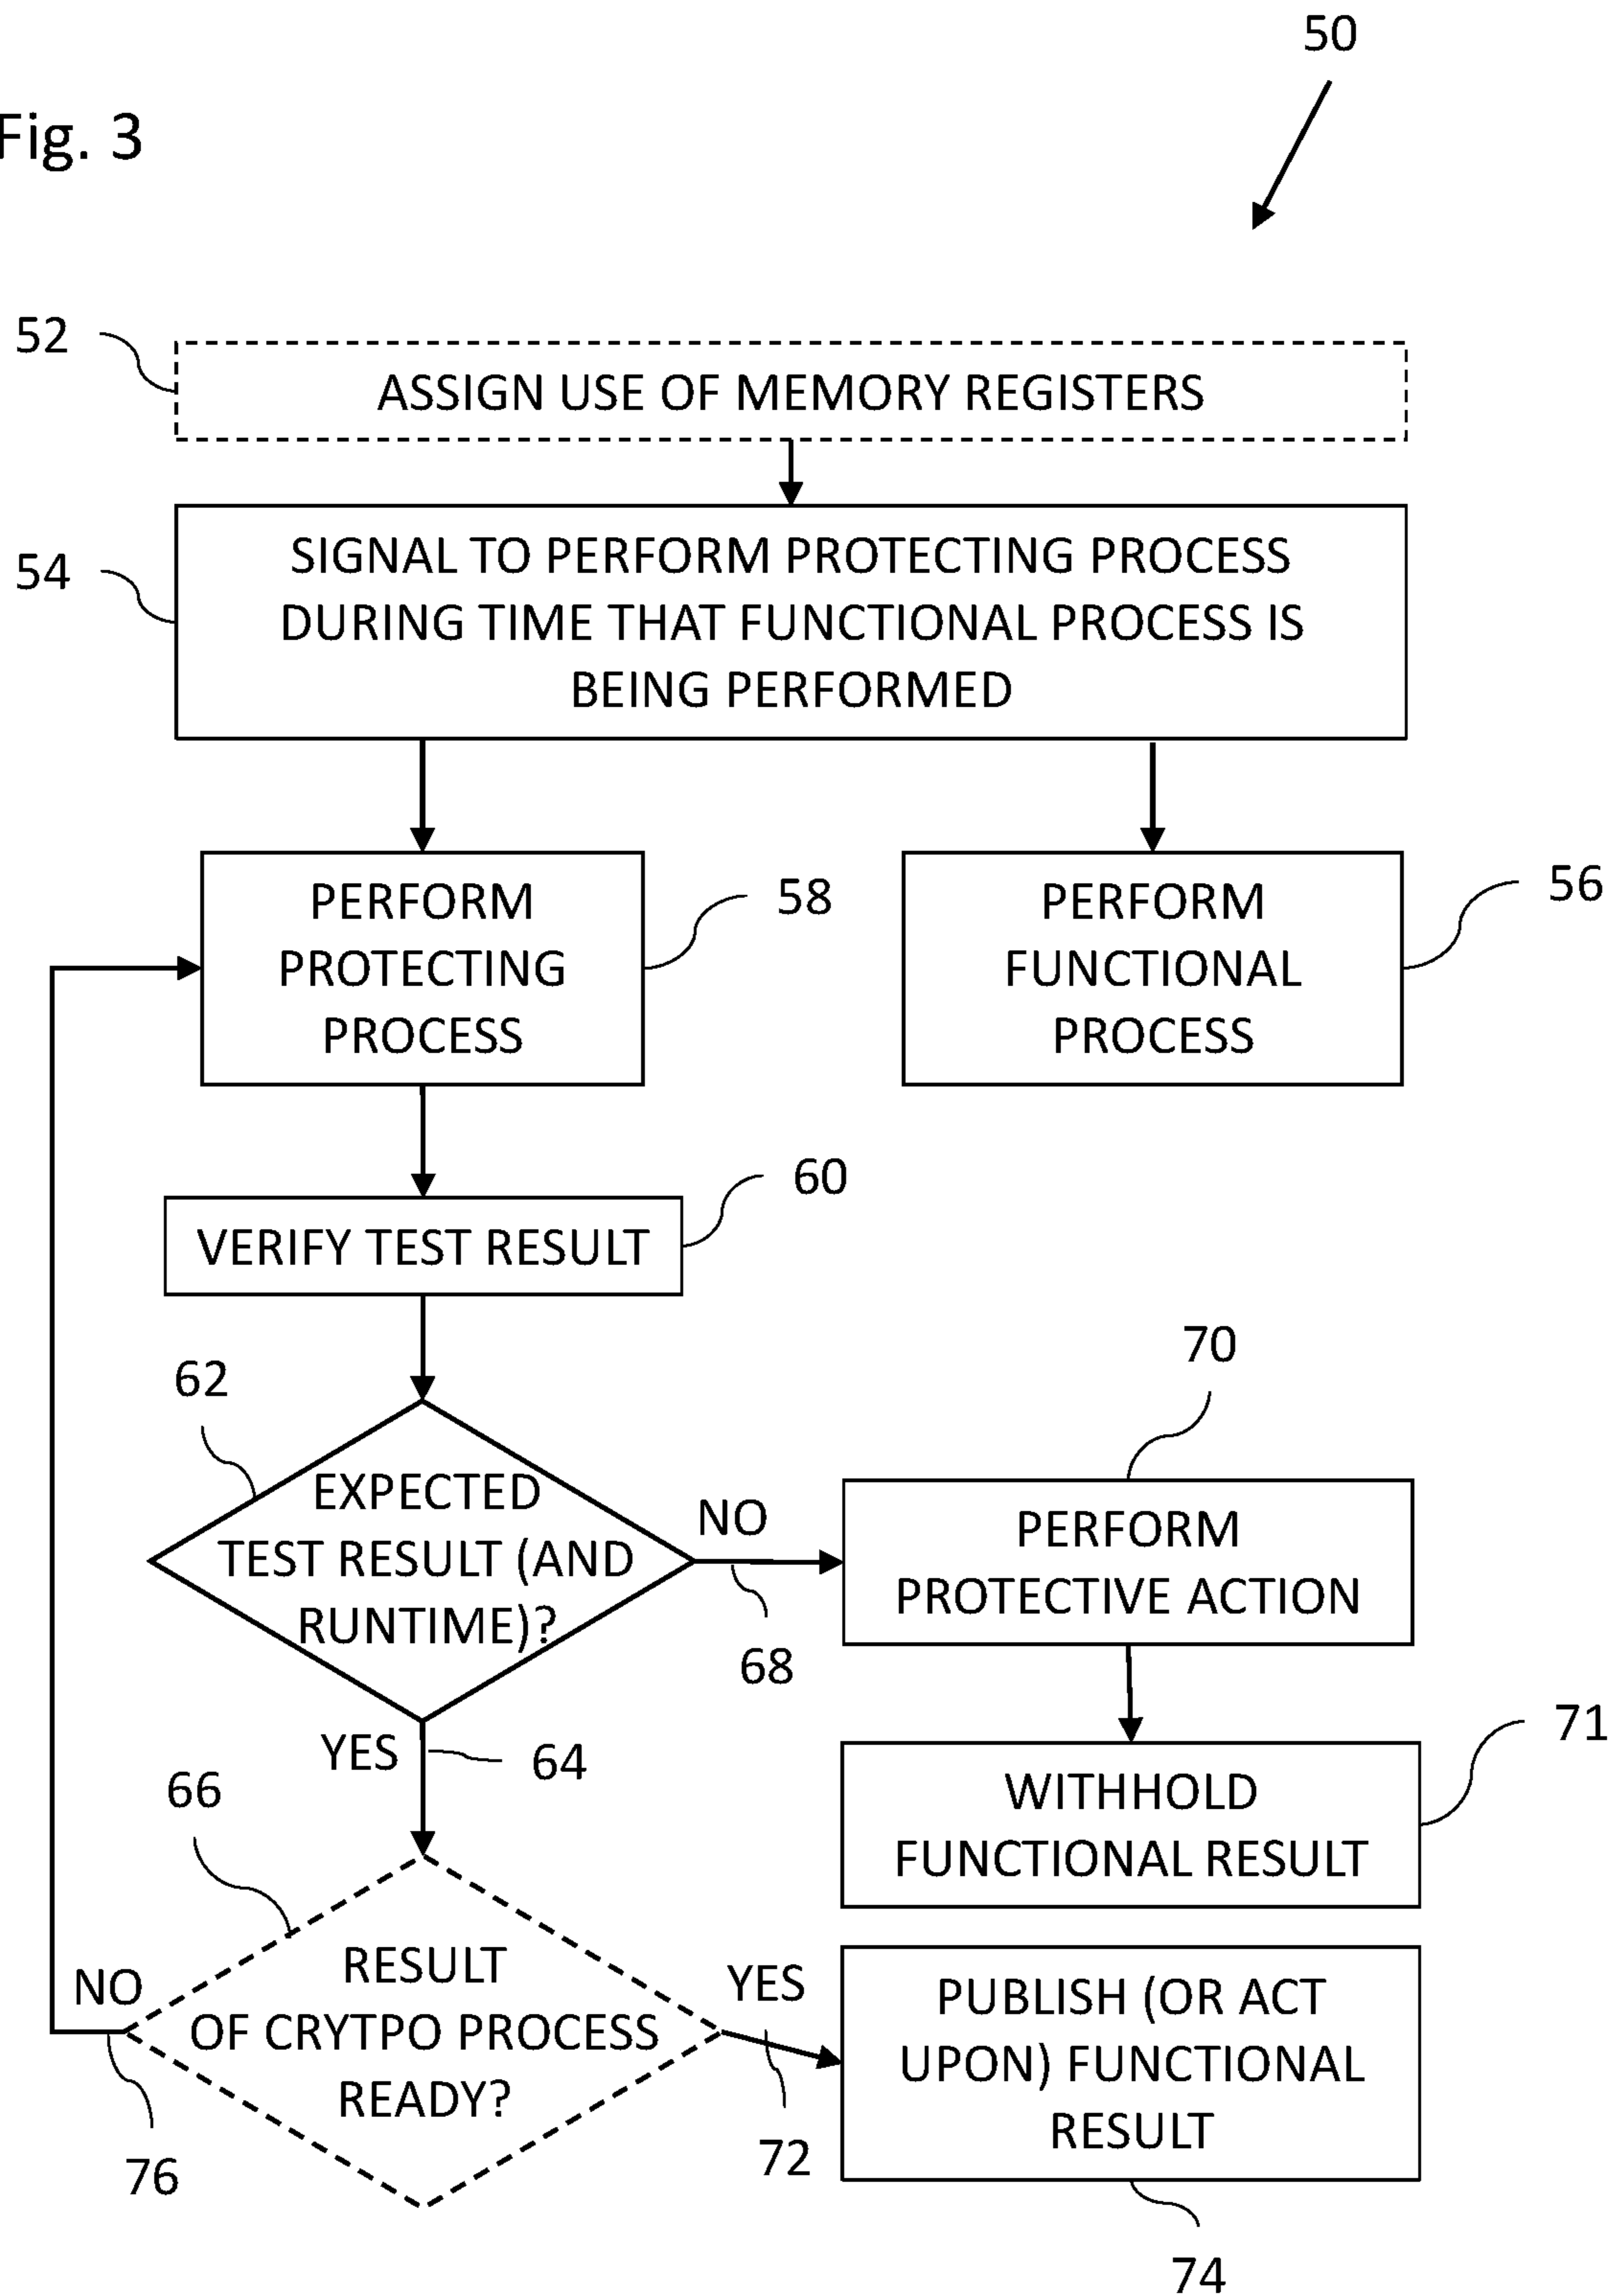 50
Fig. 3
52
ASSIGN USE OF MEMORY REGISTERS
54
SIGNAL TO PERFORM PROTECTING PROCESS
DURING TIME THAT FUNCTIONAL PROCESS IS
BEING PERFORMED
PERFORM
PROTECTING
PROCESS
58
PERFORM
FUNCTIONAL
PROCESS
56
VERIFY TEST RESULT
60
62
EXPECTED
TEST RESULT (AND
RUNTIME)?
NO
68
70
PERFORM
PROTECTIVE ACTION
YES
64
71
WITHHOLD
FUNCTIONAL RESULT
66
RESULT
OF CRYTPO PROCESS
READY?
NO
76
YES
72
PUBLISH (OR ACT
UPON) FUNCTIONAL
RESULT
74